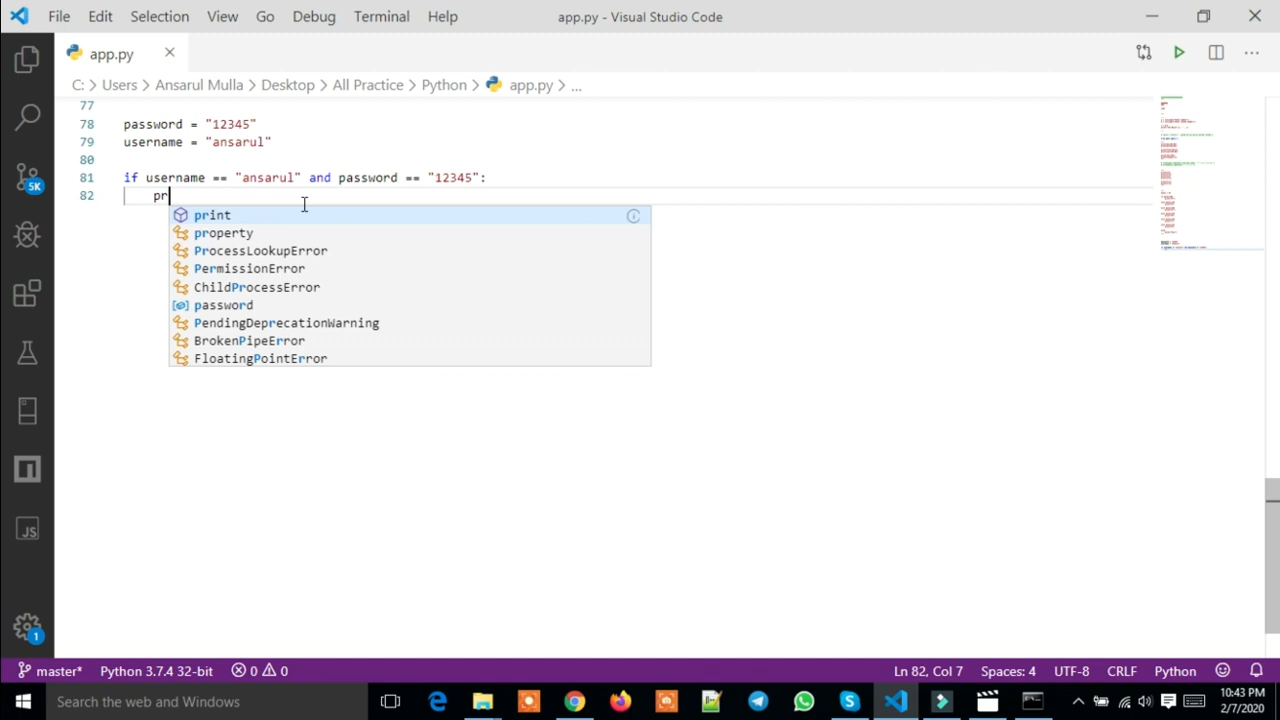 File Edit Selection View Go Debug Terminal Help app.py - Visual Studio Code
app.py
C: > Users > Ansarul Mulla > Desktop > All Practice > Python > app.py > ...
77
78 password = "12345"
79 username = "ansarul"
80
81 if username == "ansarul" and password == "12345":
82 pr
print
property
ProcessLookupError
PermissionError
ChildProcessError
password
PendingDeprecationWarning
BrokenPipeError
FloatingPointError
5K
JS
1
master* Python 3.7.4 32-bit 0 0 Ln 82, Col 7 Spaces: 4 UTF-8 CRLF Python
Search the web and Windows 10:43 PM
2/7/2020